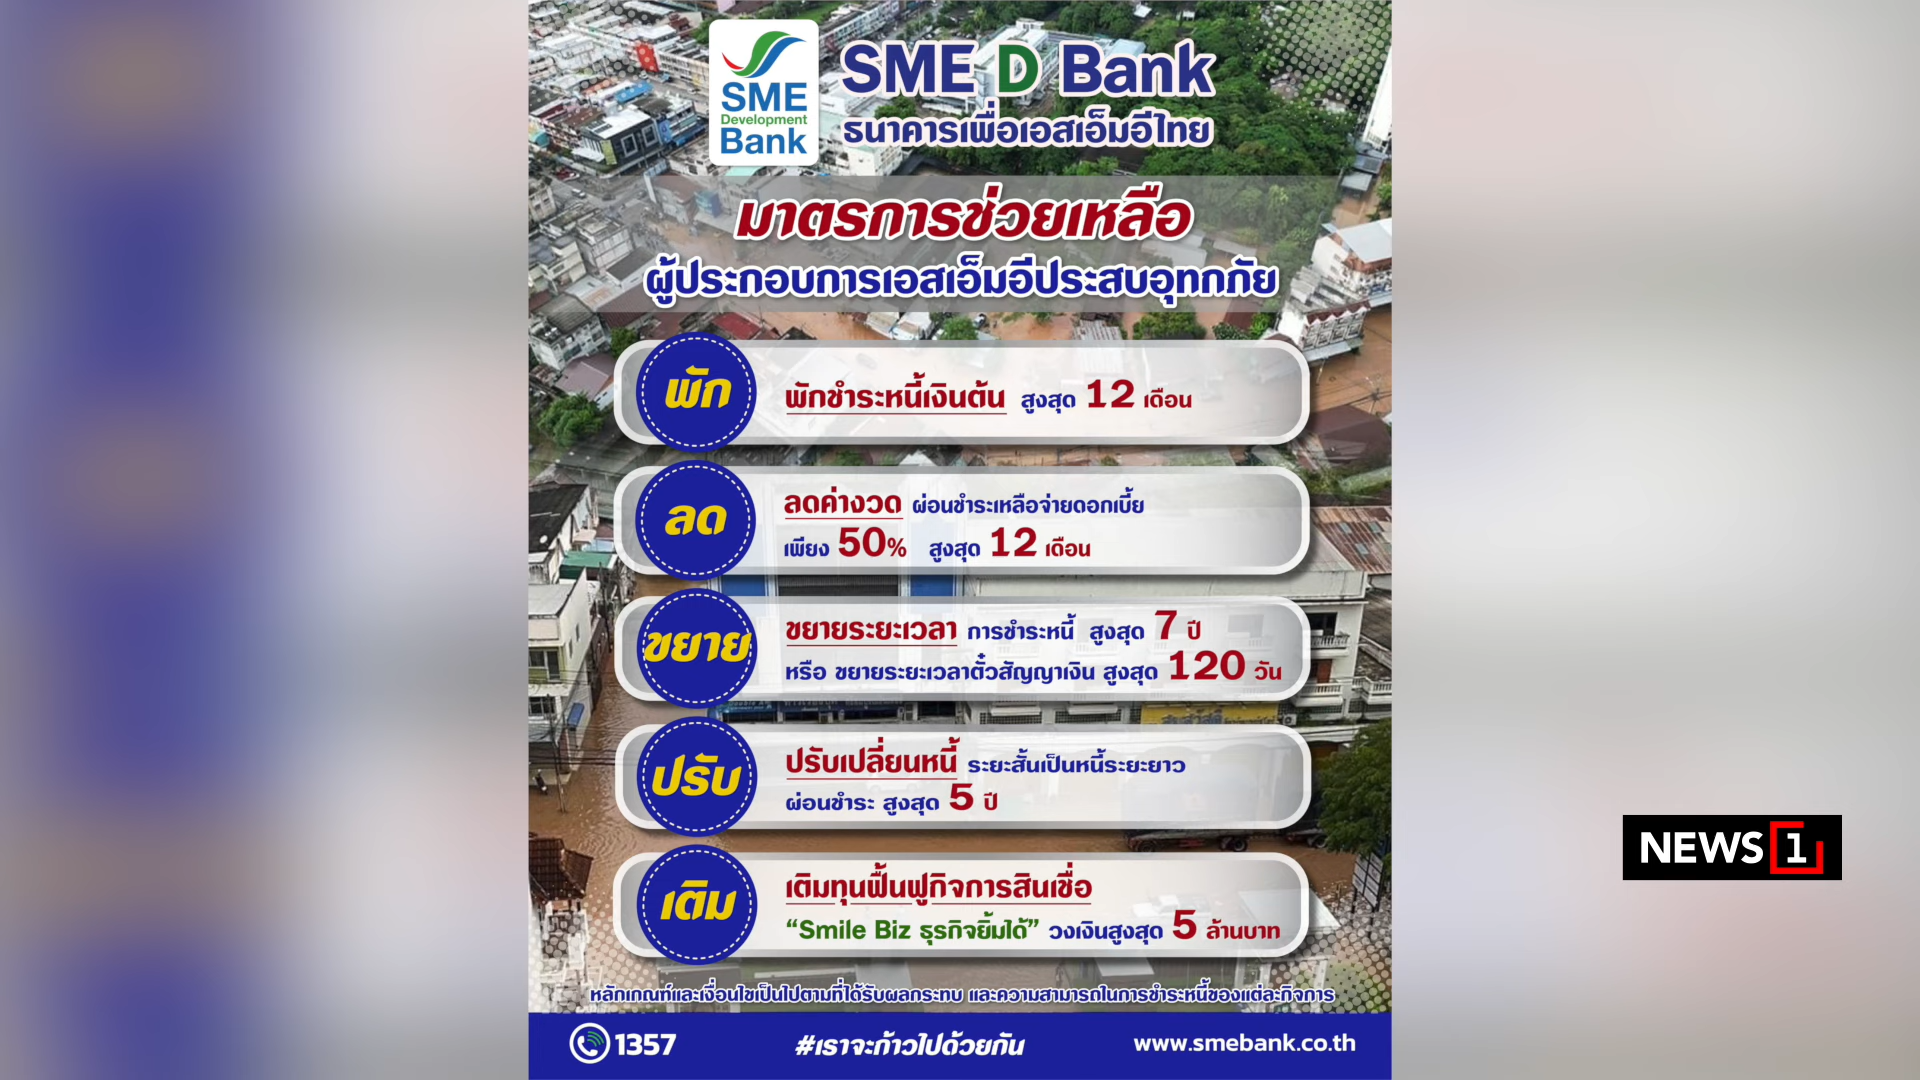 SME
Development
Bank
SME D Bank
ธนาคารเพื่อเอสเอ็มอีไทย
มาตรการช่วยเหลือ
ผู้ประกอบการเอสเอ็มอีประสบอุทกภัย
พัก
พักชำระหนี้เงินต้น สูงสุด 12 เดือน
ลด
ลดค่างวด ผ่อนชำระเหลือจ่ายดอกเบี้ย
เพียง 50% สูงสุด 12 เดือน
ขยาย
ขยายระยะเวลา การชำระหนี้ สูงสุด 7 ปี
หรือ ขยายระยะเวลาตั๋วสัญญาเงิน สูงสุด 120 วัน
ปรับ
ปรับเปลี่ยนหนี้ ระยะสั้นเป็นหนี้ระยะยาว
ผ่อนชำระ สูงสุด 5 ปี
เติม
เติมทุนฟื้นฟูกิจการสินเชื่อ
“Smile Biz ธุรกิจยิ้มได้” วงเงินสูงสุด 5 ล้านบาท
หลักเกณฑ์และเงื่อนไขเป็นไปตามที่ได้รับผลกระทบ และความสามารถในการชำระหนี้ของแต่ละกิจการ
1357
#เราจะก้าวไปด้วยกัน
www.smebank.co.th
NEWS 1